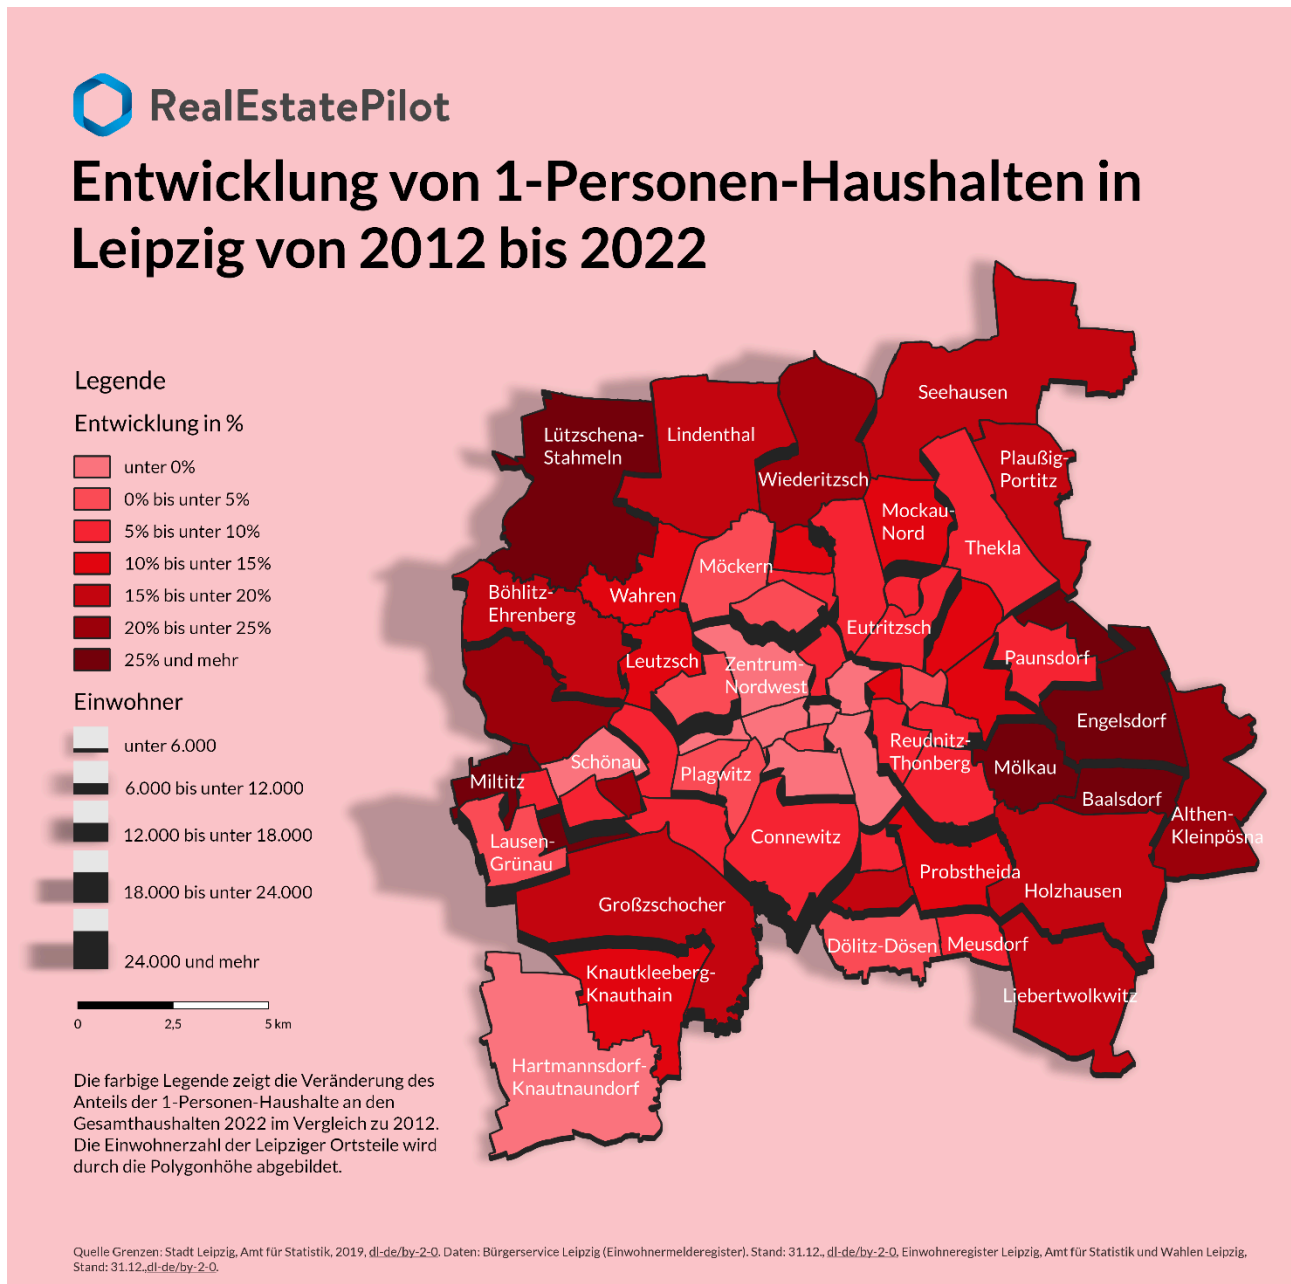 RealEstatePilot
Entwicklung von 1-Personen-Haushalten in
Leipzig von 2012 bis 2022
Legende
Entwicklung in %
unter 0%
0% bis unter 5%
5% bis unter 10%
10% bis unter 15%
15% bis unter 20%
20% bis unter 25%
25% und mehr
Einwohner
unter 6.000
6.000 bis unter 12.000
12.000 bis unter 18.000
18.000 bis unter 24.000
24.000 und mehr
0
2,5
5 km
Die farbige Legende zeigt die Veränderung des
Anteils der 1-Personen-Haushalte an den
Gesamthaushalten 2022 im Vergleich zu 2012.
Die Einwohnerzahl der Leipziger Ortsteile wird
durch die Polygonhöhe abgebildet.
Seehausen
Lützschena-
Stahmeln
Lindenthal
Wiederitzsch
Plaußig-
Portitz
Mockau-
Nord
Thekla
Möckern
Böhlitz-
Ehrenberg
Wahren
Eutritzsch
Leutzsch
Zentrum-
Nordwest
Paunsdorf
Engelsdorf
Reudnitz-
Thonberg
Schönau
Plagwitz
Miltitz
Mölkau
Baalsdorf
Althen-
Kleinpösna
Connewitz
Lausen-
Grünau
Probstheida
Holzhausen
Großzschocher
Dölitz-Dösen
Meusdorf
Knautkleeberg-
Knauthain
Liebertwolkwitz
Hartmannsdorf-
Knautnaundorf
Quelle Grenzen: Stadt Leipzig, Amt für Statistik, 2019, dl-de/by-2-0. Daten: Bürgerservice Leipzig (Einwohnermelderegister). Stand: 31.12., dl-de/by-2-0, Einwohneregister Leipzig, Amt für Statistik und Wahlen Leipzig,
Stand: 31.12.,dl-de/by-2-0.